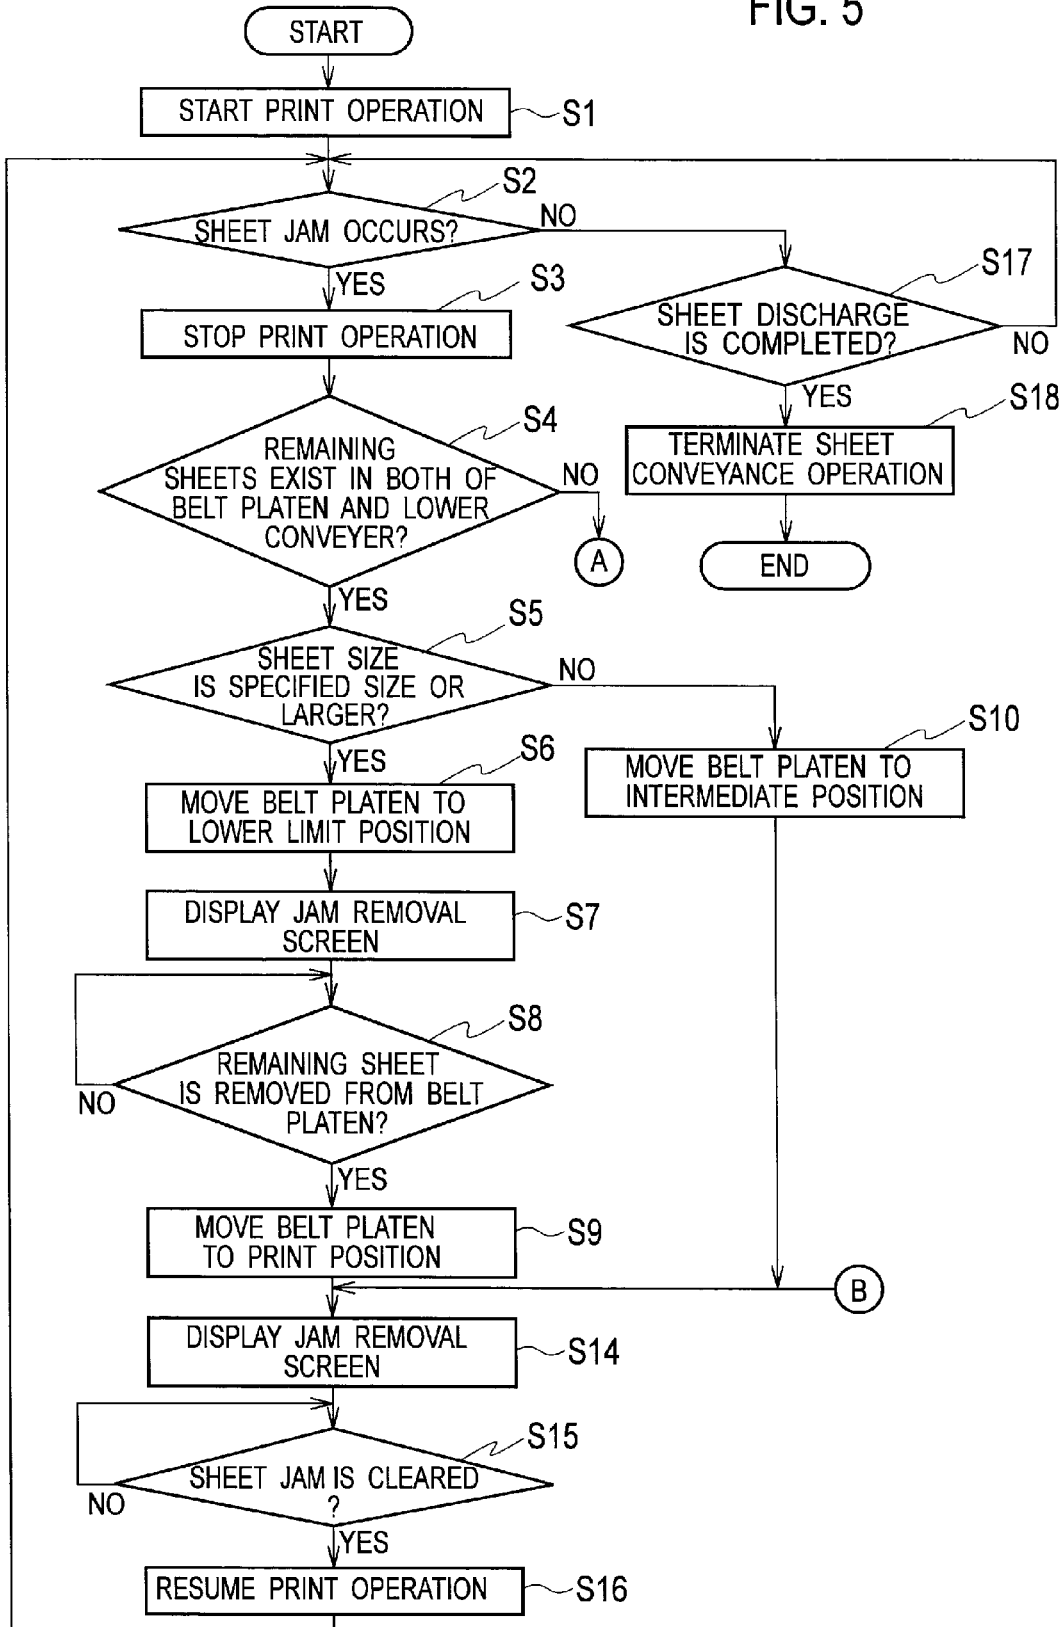 FIG. 5
START
START PRINT OPERATION
S1
S2
SHEET JAM OCCURS?
NO
YES
S3
STOP PRINT OPERATION
S17
SHEET DISCHARGE
IS COMPLETED?
NO
YES
S18
TERMINATE SHEET
CONVEYANCE OPERATION
END
S4
REMAINING
SHEETS EXIST IN BOTH OF
BELT PLATEN AND LOWER
CONVEYER?
NO
A
YES
S5
SHEET SIZE
IS SPECIFIED SIZE OR
LARGER?
NO
YES
S10
MOVE BELT PLATEN TO
INTERMEDIATE POSITION
S6
MOVE BELT PLATEN TO
LOWER LIMIT POSITION
DISPLAY JAM REMOVAL
SCREEN
S7
S8
REMAINING SHEET
IS REMOVED FROM BELT
PLATEN?
NO
YES
MOVE BELT PLATEN
TO PRINT POSITION
S9
B
DISPLAY JAM REMOVAL
SCREEN
S14
S15
SHEET JAM IS CLEARED
?
NO
YES
RESUME PRINT OPERATION
S16